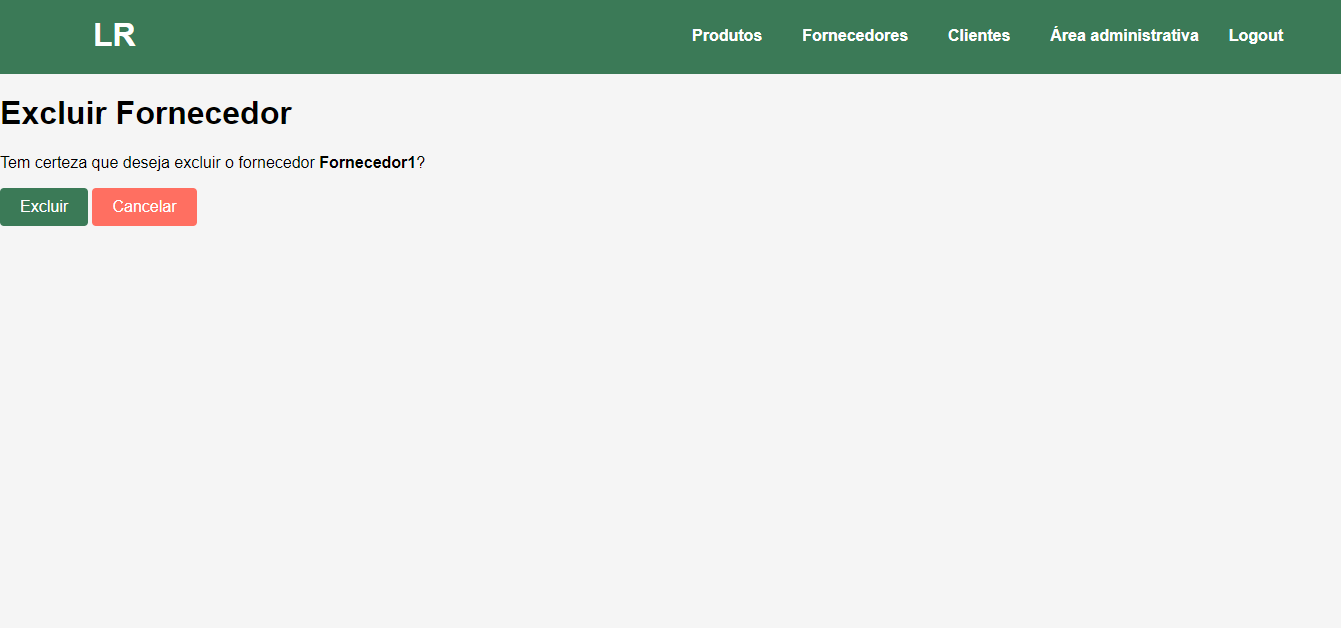 LR
Produtos Fornecedores Clientes Área administrativa Logout
Excluir Fornecedor
Tem certeza que deseja excluir o fornecedor Fornecedor1?
Excluir Cancelar